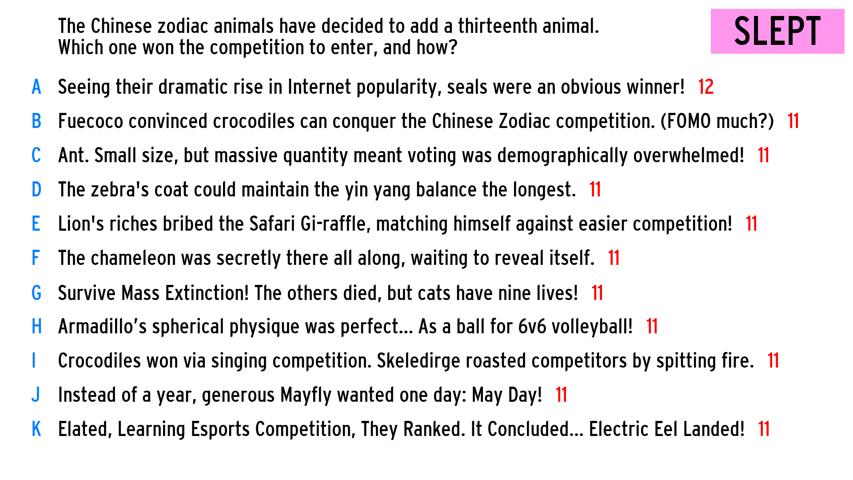 The Chinese zodiac animals have decided to add a thirteenth animal.
Which one won the competition to enter, and how?
SLEPT
A Seeing their dramatic rise in Internet popularity, seals were an obvious winner! 12
B Fuecoco convinced crocodiles can conquer the Chinese Zodiac competition. (FOMO much?) 11
C Ant. Small size, but massive quantity meant voting was demographically overwhelmed! 11
D The zebra's coat could maintain the yin yang balance the longest. 11
E Lion's riches bribed the Safari Gi-raffle, matching himself against easier competition! 11
F The chameleon was secretly there all along, waiting to reveal itself. 11
G Survive Mass Extinction! The others died, but cats have nine lives! 11
H Armadillo’s spherical physique was perfect... As a ball for 6v6 volleyball! 11
I Crocodiles won via singing competition. Skeledirge roasted competitors by spitting fire. 11
J Instead of a year, generous Mayfly wanted one day: May Day! 11
K Elated, Learning Esports Competition, They Ranked. It Concluded... Electric Eel Landed! 11